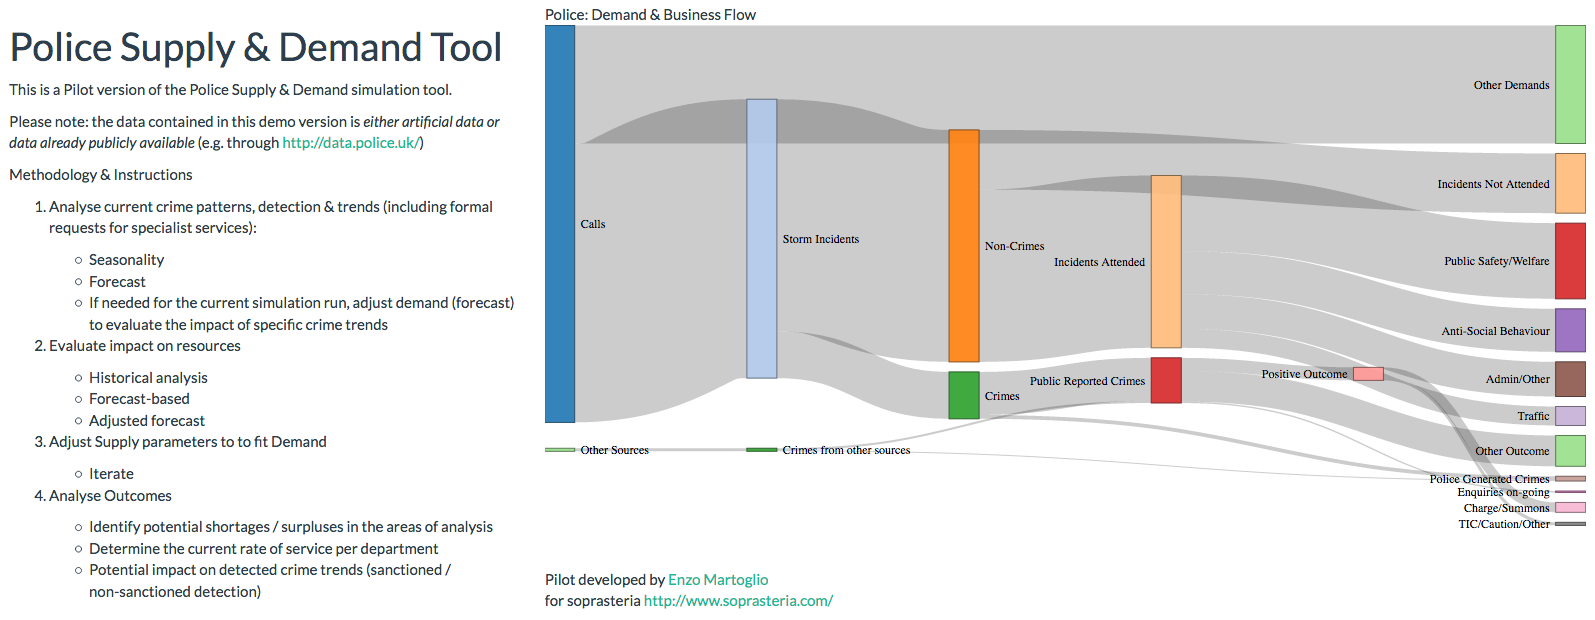 Police Supply & Demand Tool
This is a Pilot version of the Police Supply & Demand simulation tool.
Please note: the data contained in this demo version is either artificial data or
data already publicly available (e.g. through http://data.police.uk/)
Methodology & Instructions
1. Analyse current crime patterns, detection & trends (including formal
requests for specialist services):
Seasonality
Forecast
If needed for the current simulation run, adjust demand (forecast)
to evaluate the impact of specific crime trends
2. Evaluate impact on resources
Historical analysis
Forecast-based
Adjusted forecast
3. Adjust Supply parameters to to fit Demand
Iterate
4. Analyse Outcomes
Identify potential shortages / surpluses in the areas of analysis
Determine the current rate of service per department
Potential impact on detected crime trends (sanctioned /
non-sanctioned detection)
Police: Demand & Business Flow
Calls
Other Sources
Storm Incidents
Crimes from other sources
Non-Crimes
Crimes
Incidents Attended
Public Reported Crimes
Positive Outcome
Other Demands
Incidents Not Attended
Public Safety/Welfare
Anti-Social Behaviour
Admin/Other
Traffic
Other Outcome
Police Generated Crimes
Enquiries on-going
Charge/Summons
TIC/Caution/Other
Pilot developed by Enzo Martoglio
for soprasteria http://www.soprasteria.com/